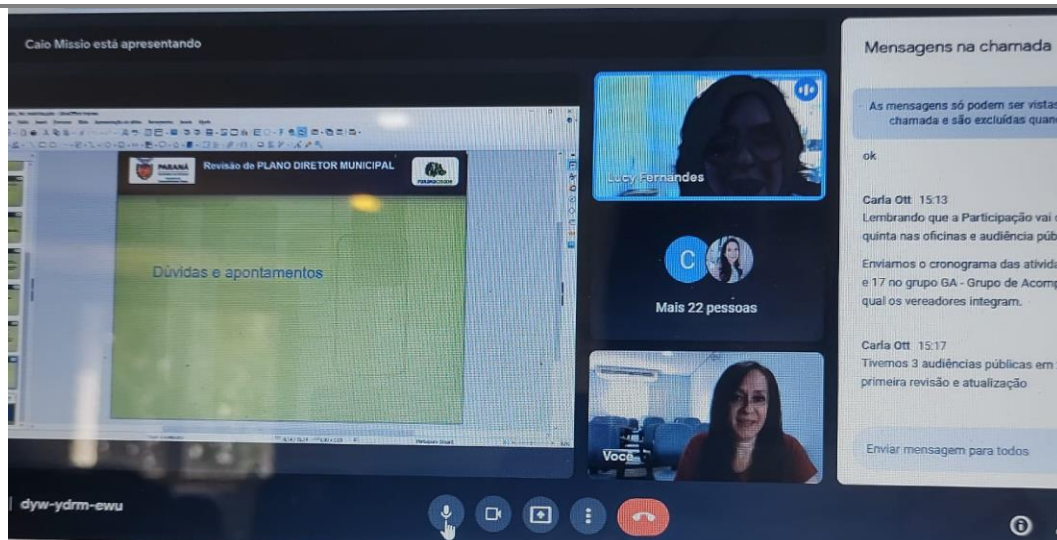 Caio Missio está apresentando
PARANÁ
Revisão de PLANO DIRETOR MUNICIPAL
Dúvidas e apontamentos
Lucy Fernandes
C
Mais 22 pessoas
Você
Mensagens na chamada
As mensagens só podem ser vistas
chamada e são excluídas quan
ok
Carla Ott 15:13
Lembrando que a Participação vai
quinta nas oficinas e audiência púb
Enviamos o cronograma das ativida
e 17 no grupo GA - Grupo de Acomp
qual os vereadores integram.
Carla Ott 15:17
Tivemos 3 audiências públicas em
primeira revisão e atualização
Enviar mensagem para todos
dyw-ydrm-ewu